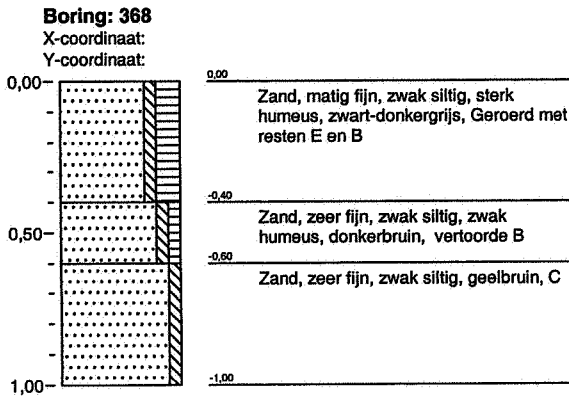 Boring: 368
X-coordinaat:
Y-coordinaat:
0,00
0,00
Zand, matig fijn, zwak siltig, sterk
humeus, zwart-donkergrijs, Geroerd met
resten E en B
-0,40
0,50
Zand, zeer fijn, zwak siltig, zwak
humeus, donkerbruin, vertoorde B
-0,60
Zand, zeer fijn, zwak siltig, geelbruin, C
1,00
-1,00